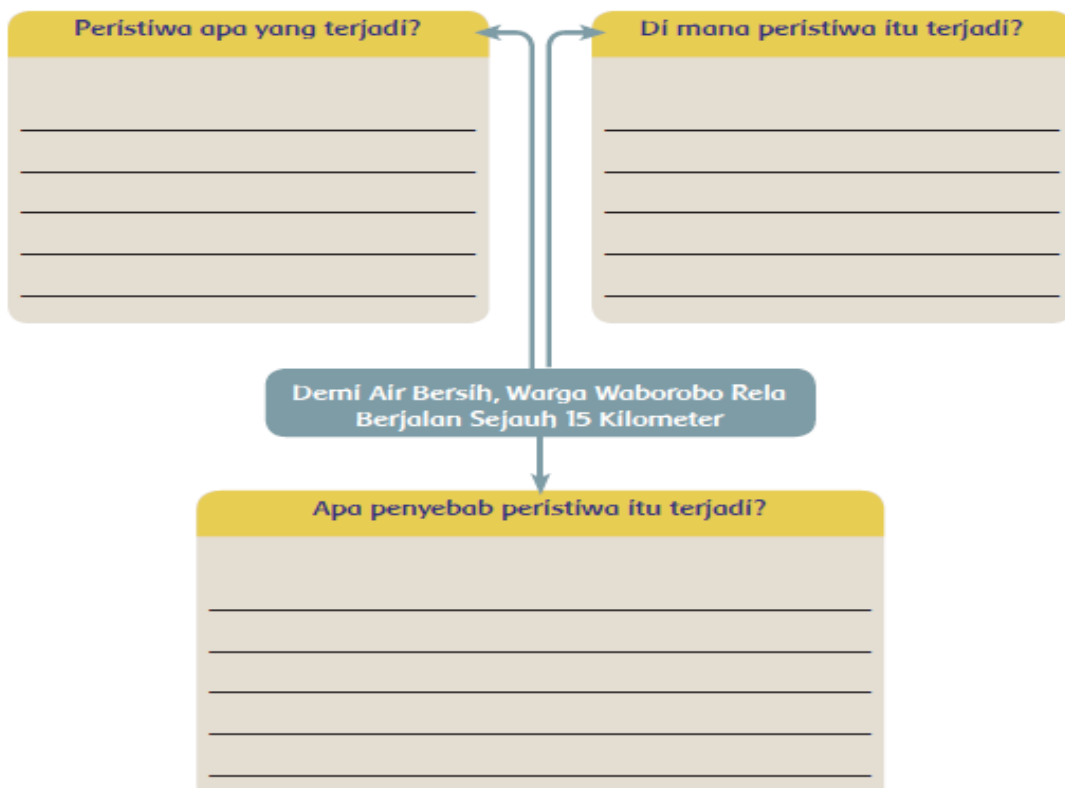 Peristiwa apa yang terjadi?
Di mana peristiwa itu terjadi?
Demi Air Bersih, Warga Waborobo Rela
Berjalan Sejauh 15 Kilometer
Apa penyebab peristiwa itu terjadi?